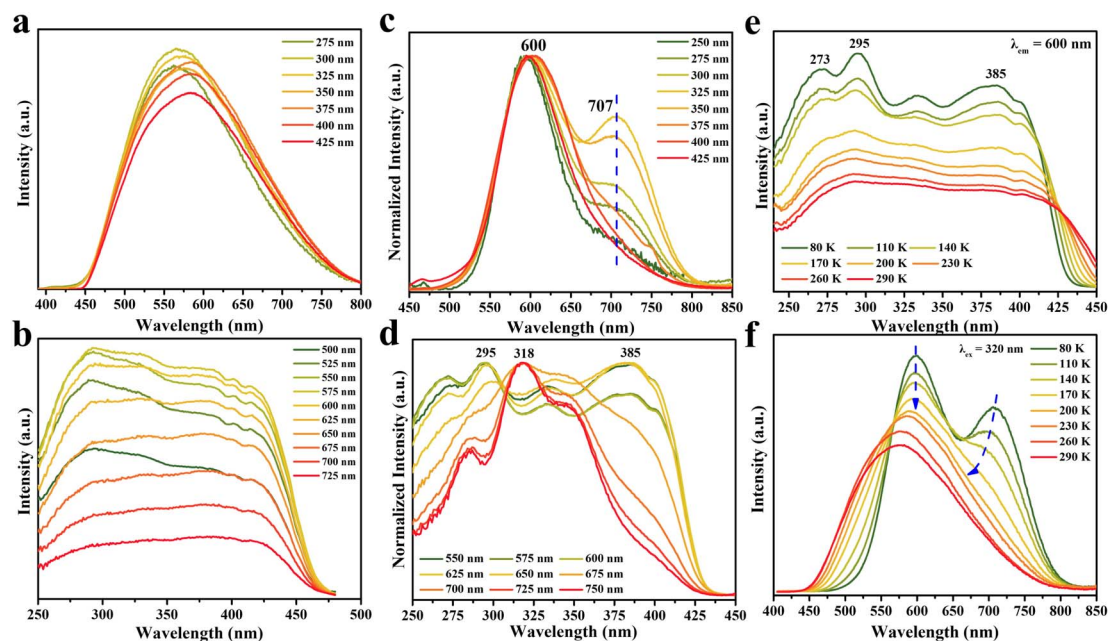 a
275 nm
300 nm
325 nm
350 nm
375 nm
400 nm
425 nm
Intensity (a.u.)
400 450 500 550 600 650 700 750 800
Wavelength (nm)
b
500 nm
525 nm
550 nm
575 nm
600 nm
625 nm
650 nm
675 nm
700 nm
725 nm
Intensity (a.u.)
250 300 350 400 450 500
Wavelength (nm)
c
600
707
250 nm
275 nm
300 nm
325 nm
350 nm
375 nm
400 nm
425 nm
Normalized Intensity (a.u.)
450 500 550 600 650 700 750 800 850
Wavelength (nm)
d
295 318 385
550 nm 575 nm 600 nm
625 nm 650 nm 675 nm
700 nm 725 nm 750 nm
Normalized Intensity (a.u.)
250 300 350 400 450
Wavelength (nm)
e
λem = 600 nm
273 295 385
80 K 110 K 140 K
170 K 200 K 230 K
260 K 290 K
Intensity (a.u.)
250 300 350 400 450
Wavelength (nm)
f
λex = 320 nm
80 K
110 K
140 K
170 K
200 K
230 K
260 K
290 K
Intensity (a.u.)
400 450 500 550 600 650 700 750 800 850
Wavelength (nm)